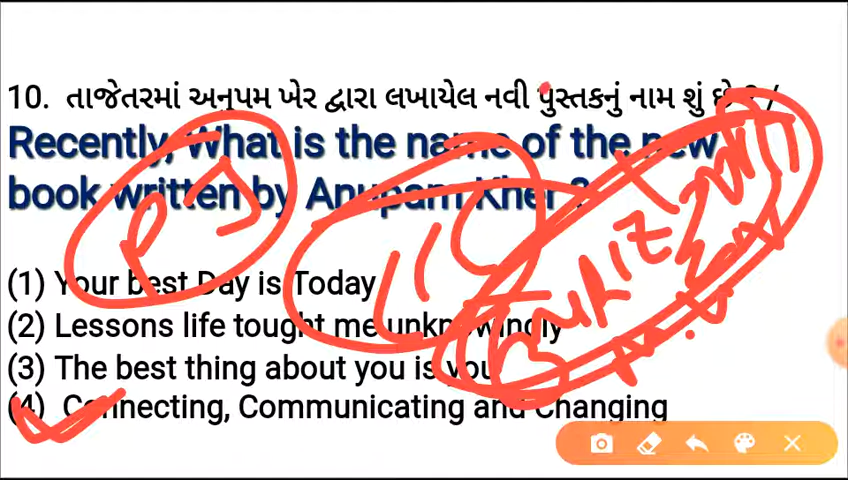 10. તાજેતરમાં અનુપમ ખેર દ્વારા લખાયેલ નવી પુસ્તકનું નામ શું છે ? /
Recently, What is the name of the new
book written by Anupam Kher ?
(1) Your best Day is Today
(2) Lessons life tought me unknowingly
(3) The best thing about you is you
(4) Connecting, Communicating and Changing